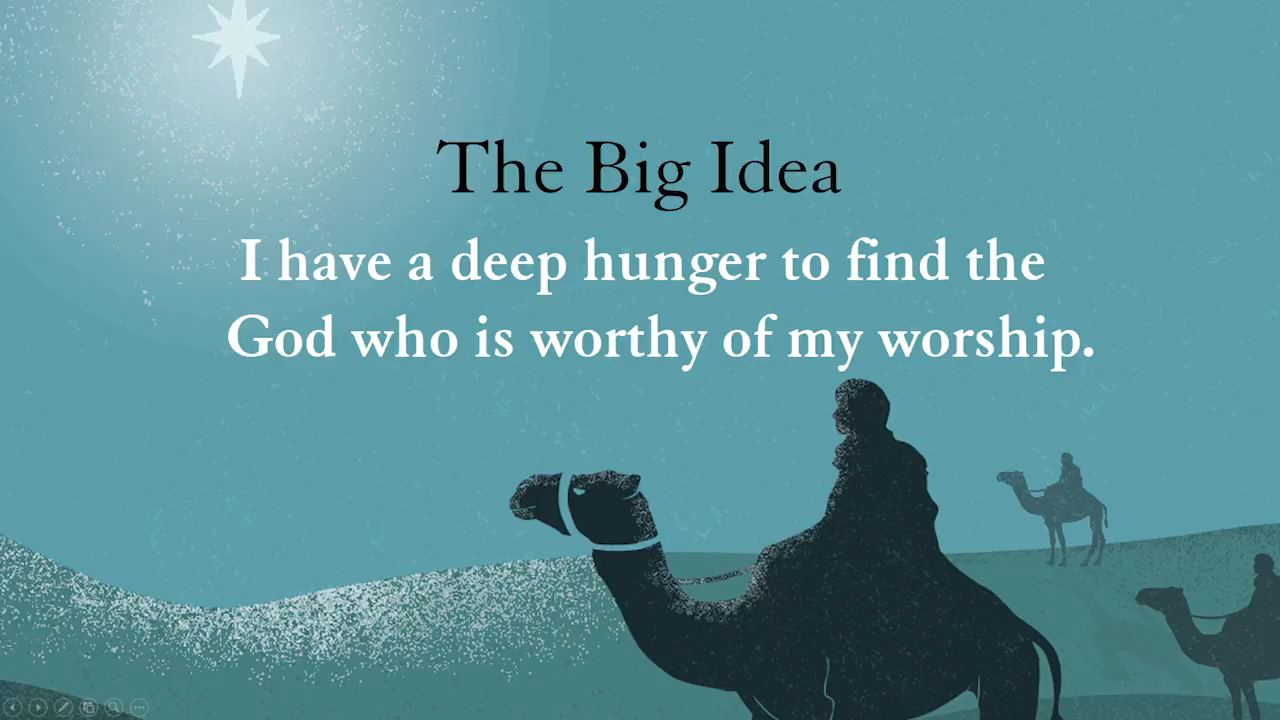 The Big Idea
I have a deep hunger to find the
God who is worthy of my worship.